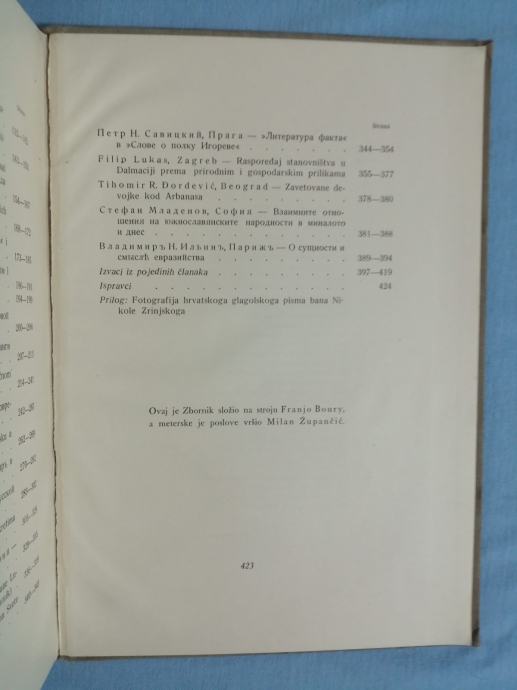 Strana
Петр Н. Савицкий, Прага — »Литература факта«
в »Слове о полку Игореве« . . . . . . . 344—354
Filip Lukas, Zagreb — Raspoređaj stanovništva u
Dalmaciji prema prirodnim i gospodarskim prilikama 355—377
Tihomir R. Đorđević, Beograd — Zavetovane de-
vojke kod Arbanasa . . . . . . . . 378—380
Стефан Младенов, София — Взаимните отно-
шения на южнославянските народности в миналото
и днес . . . . . . . . . . 381—388
Владимиръ Н. Ильинъ, Парижъ — О сущности и
смыслѣ евразийства . . . . . . . . 389—394
Izvaci iz pojedinih članaka . . . . . . . 397—419
Ispravci . . . . . . . . . . 424
Prilog: Fotografija hrvatskoga glagolskoga pisma bana Ni-
kole Zrinjskoga
Ovaj je Zbornik složio na stroju Franjo Boury,
a meterske je poslove vršio Milan Župančić.
423